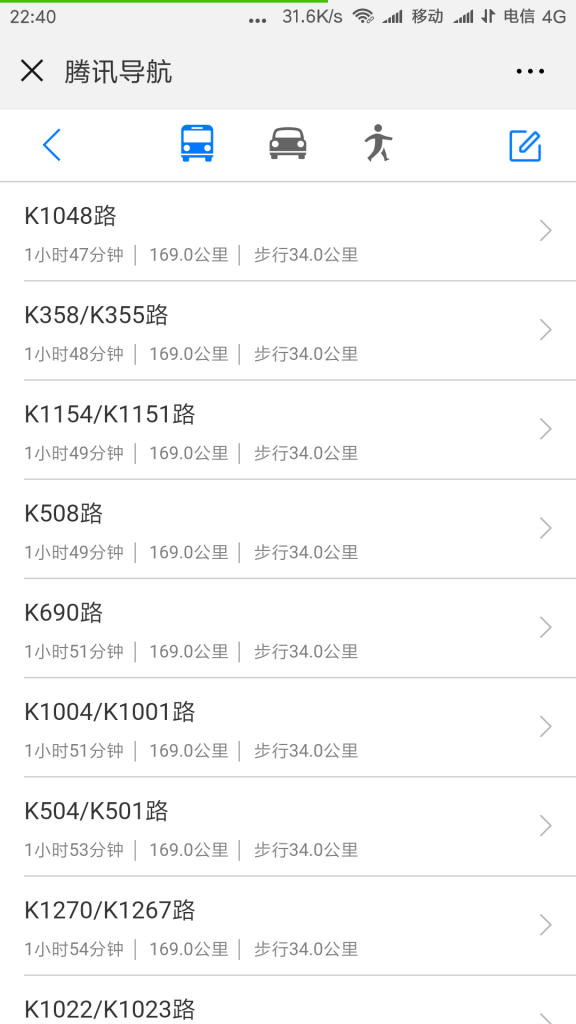 22:40 ... 31.6K/s 移动 电信 4G
腾讯导航
K1048路
1小时47分钟 | 169.0公里 | 步行34.0公里
K358/K355路
1小时48分钟 | 169.0公里 | 步行34.0公里
K1154/K1151路
1小时49分钟 | 169.0公里 | 步行34.0公里
K508路
1小时49分钟 | 169.0公里 | 步行34.0公里
K690路
1小时51分钟 | 169.0公里 | 步行34.0公里
K1004/K1001路
1小时51分钟 | 169.0公里 | 步行34.0公里
K504/K501路
1小时53分钟 | 169.0公里 | 步行34.0公里
K1270/K1267路
1小时54分钟 | 169.0公里 | 步行34.0公里
K1022/K1023路